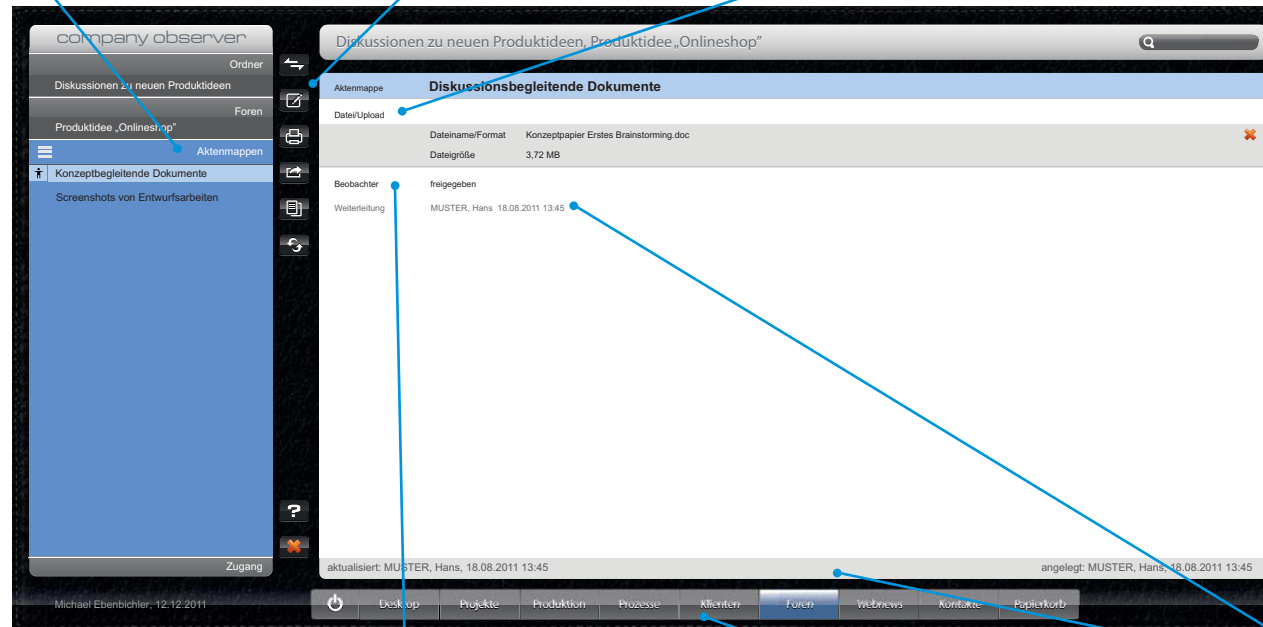 company observer
Ordner
Diskussionen zu neuen Produktideen
Foren
Produktidee „Onlineshop"
Aktenmappen
Konzeptbegleitende Dokumente
Screenshots von Entwurfsarbeiten
Zugang
Michael Ebenbichler, 12.12.2011
?
Diskussionen zu neuen Produktideen, Produktidee „Onlineshop"
Aktenmappe Diskussionsbegleitende Dokumente
Datei/Upload
Dateiname/Format Konzeptpapier Erstes Brainstorming.doc
Dateigröße 3,72 MB
Beobachter freigegeben
Weiterleitung MUSTER, Hans 18.08.2011 13:45
aktualisiert: MUSTER, Hans, 18.08.2011 13:45 angelegt: MUSTER, Hans, 18.08.2011 13:45
Desktop Projekte Produktion Prozesse Klienten Foren Webnews Kontakte Papierkorb